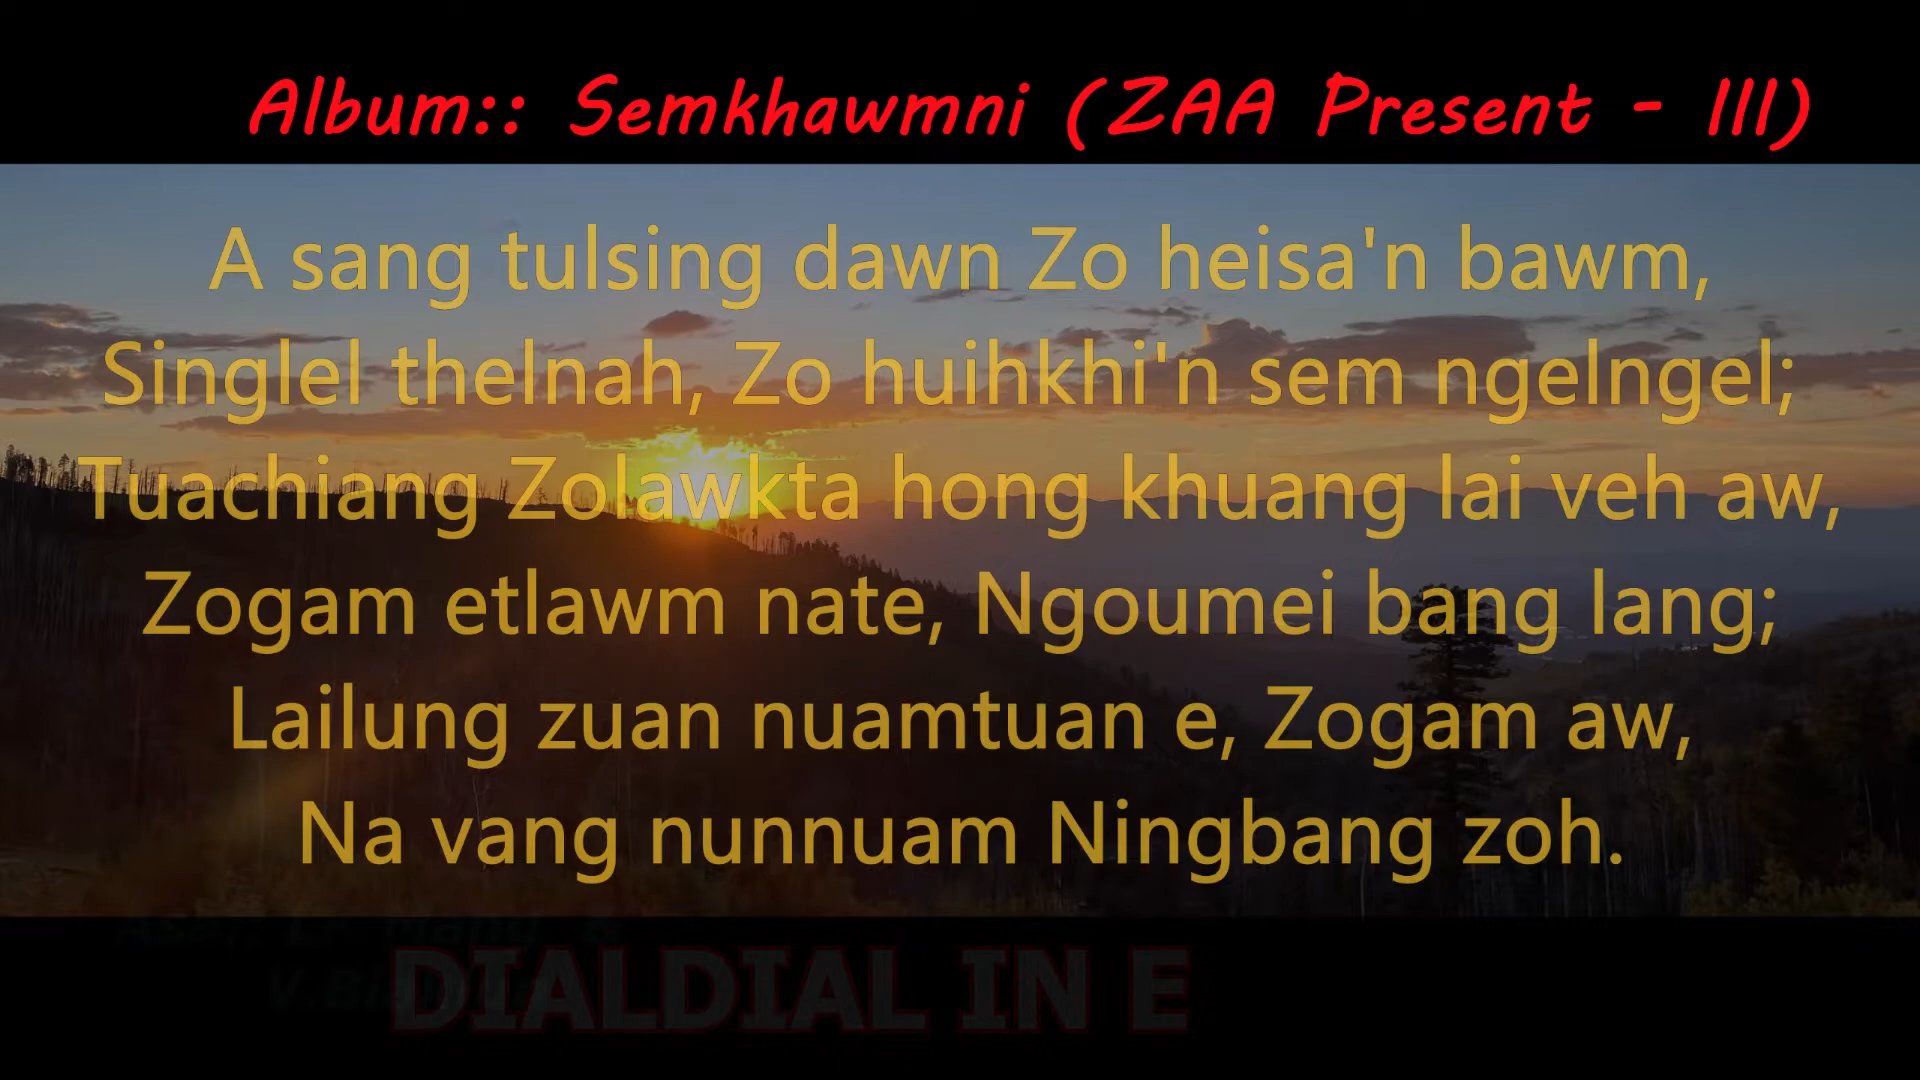 Album:: Semkhawmni (ZAA Present - III)
A sang tulsing dawn Zo heisa'n bawm,
Singlel thelnah, Zo huihkhi'n sem ngelngel;
Tuachiang Zolawkta hong khuang lai veh aw,
Zogam etlawm nate, Ngoumei bang lang;
Lailung zuan nuamtuan e, Zogam aw,
Na vang nunnuam Ningbang zoh.
DIALDIAL IN E